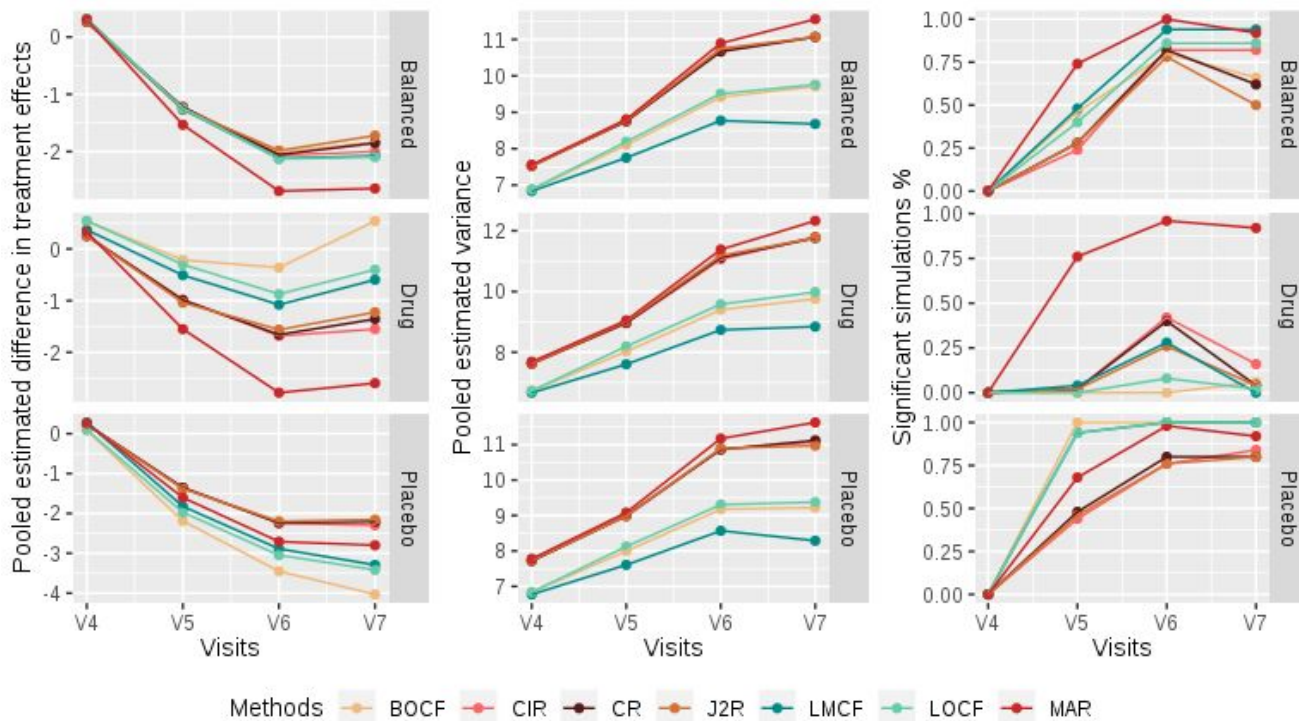 Pooled estimated difference in treatment effects
0
-1
-2
Balanced
0
-1
-2
Drug
0
-1
-2
-3
-4
Placebo
V4 V5 V6 V7
Visits
Pooled estimated variance
11
10
9
8
7
Balanced
12
10
8
Drug
11
10
9
8
7
Placebo
V4 V5 V6 V7
Visits
Significant simulations %
1.00
0.75
0.50
0.25
0.00
Balanced
1.00
0.75
0.50
0.25
0.00
Drug
1.00
0.75
0.50
0.25
0.00
Placebo
V4 V5 V6 V7
Visits
Methods BOCF CIR CR J2R LMCF LOCF MAR